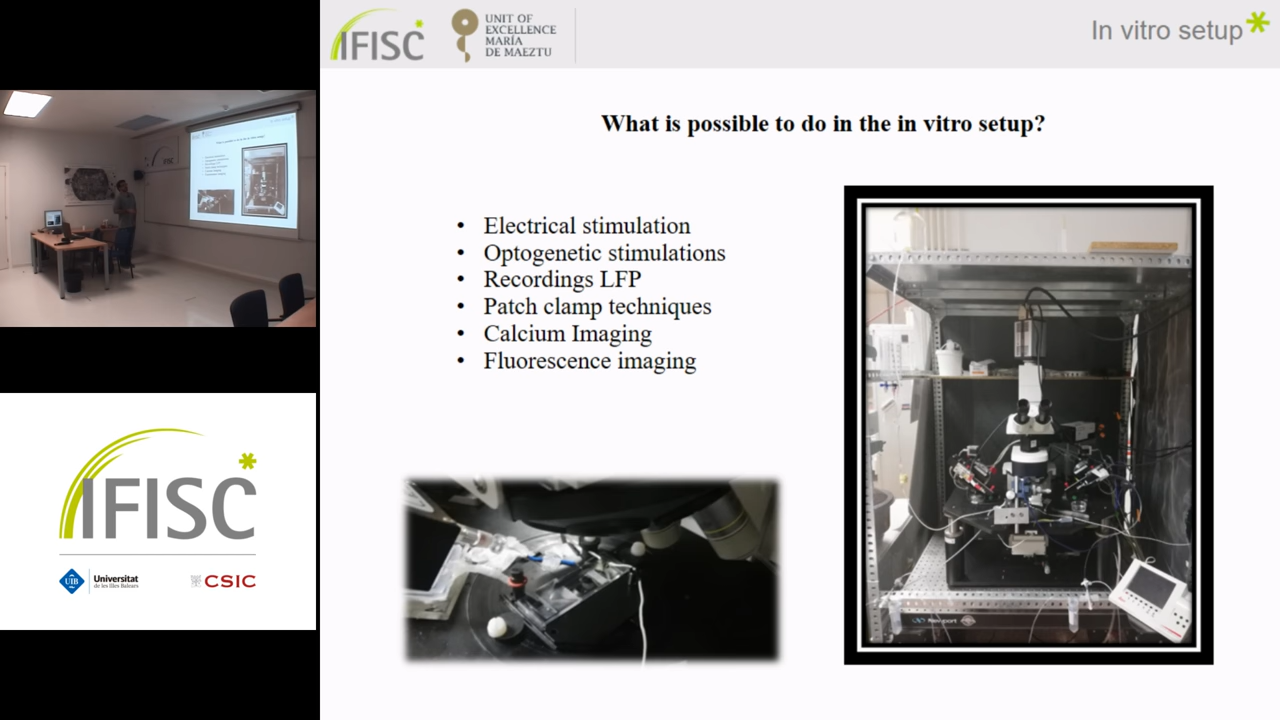 IFISC
UNIT OF
EXCELLENCE
MARÍA
DE MAEZTU
In vitro setup
What is possible to do in the in vitro setup?
• Electrical stimulation
• Optogenetic stimulations
• Recordings LFP
• Patch clamp techniques
• Calcium Imaging
• Fluorescence imaging
Newport
IFISC
UIB
Universitat
de les Illes Balears
CSIC